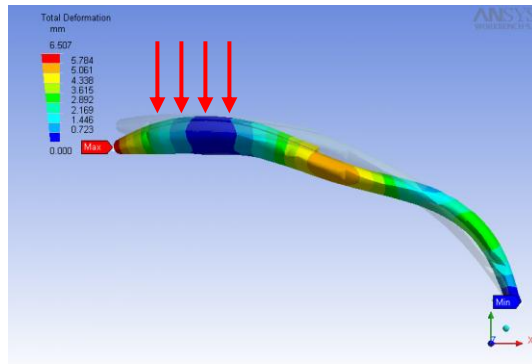 Total Deformation
mm
6.507
5.784
5.061
4.338
3.615
2.892
2.169
1.446
0.723
0.000
Max
Min
X
ANSYS